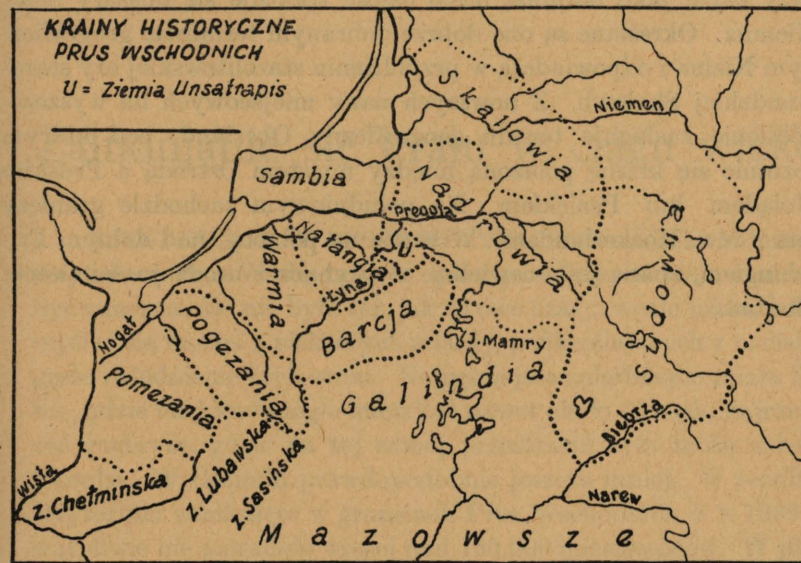 KRAINY HISTORYCZNE
PRUS WSCHODNICH
U = Ziemia Unsatrapis
Skalowia
Niemen
Sambia
Nadrowia
Pregoła
Natangia
U
Warmia
Łyna
Barcja
Sudowia
J. Mamry
Nogat
Pogezania
Pomezania
Galindia
Biebrza
Wisła
Z. Chełmińska
Z. Lubawska
Z. Sasińska
Narew
Mazowsze